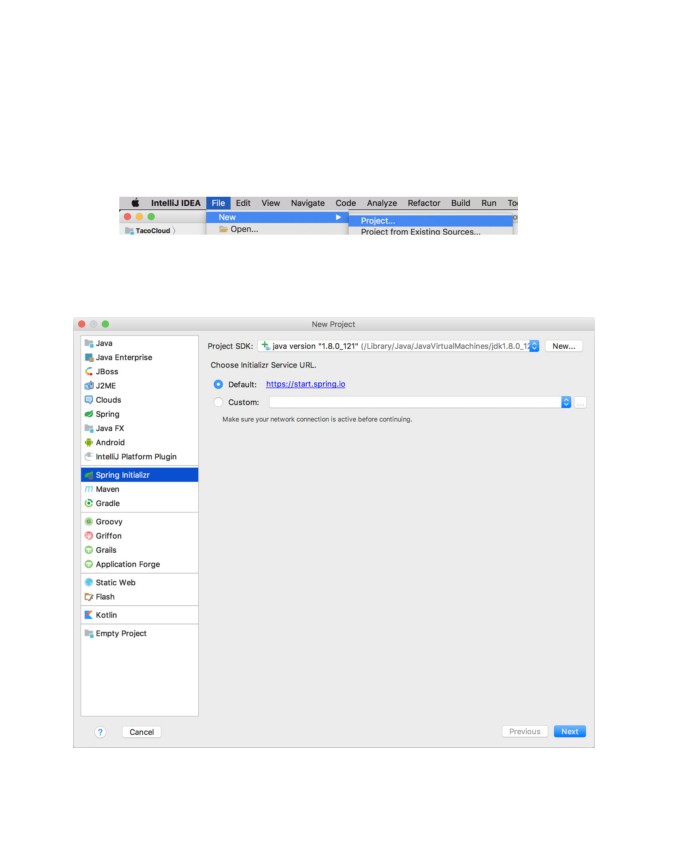 IntelliJ IDEA File Edit View Navigate Code Analyze Refactor Build Run
TacoCloud
New
Open...
Project...
Project from Existing Sources...
New Project
Java
Java Enterprise
JBoss
J2ME
Clouds
Spring
Java FX
Android
IntelliJ Platform Plugin
Spring Initializr
Maven
Gradle
Groovy
Griffon
Grails
Application Forge
Static Web
Flash
Kotlin
Empty Project
Project SDK: java version "1.8.0_121" (/Library/Java/JavaVirtualMachines/jdk1.8.0_12 New...
Choose Initializr Service URL.
Default: https://start.spring.io
Custom:
Make sure your network connection is active before continuing.
? Cancel Previous Next